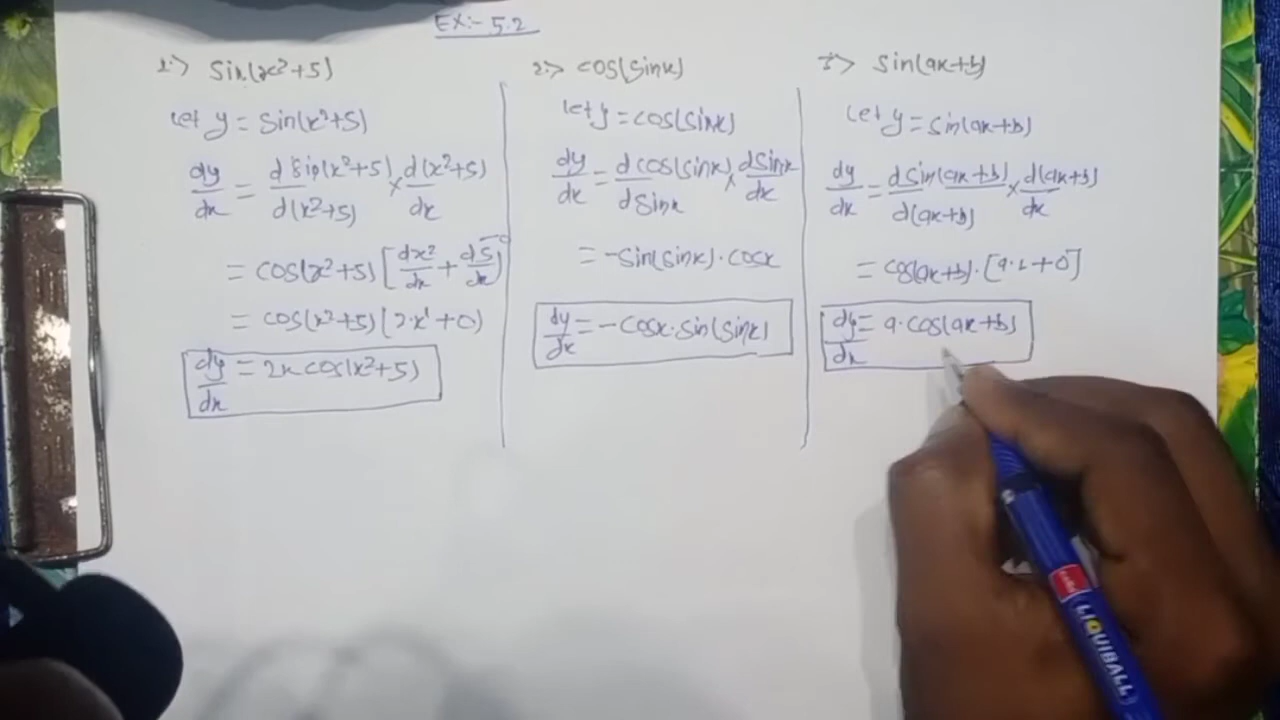 Ex:- 5.2
1:> Sin(x²+5)
Let y = Sin(x²+5)
dy/dx = d Sin(x²+5)/d(x²+5) × d(x²+5)/dx
= cos(x²+5) [dx²/dx + d5/dx]
= cos(x²+5) [2·x¹+0)
dy/dx = 2x cos(x²+5)
2:> cos(sinx)
Let y = cos(sinx)
dy/dx = d cos(sinx)/d sinx × d sinx/dx
= -sin(sinx)·cosx
dy/dx = -cosx·sin(sinx)
3:> sin(ax+b)
Let y = sin(ax+b)
dy/dx = d sin(ax+b)/d(ax+b) × d(ax+b)/dx
= cos(ax+b)·[a·1+0]
dy/dx = a·cos(ax+b)
cello
LIQUIBALL